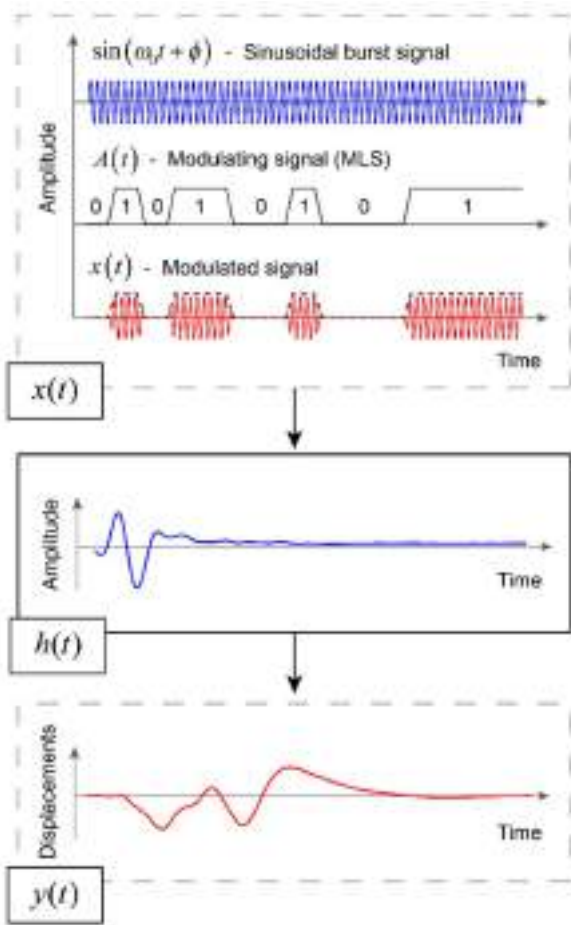 sin(ω₀t + ϕ) - Sinusoidal burst signal
Amplitude
A(t) - Modulating signal (MLS)
0 1 0 1 0 1 0 1
x(t) - Modulated signal
Time
x(t)
Amplitude
Time
h(t)
Displacements
Time
y(t)